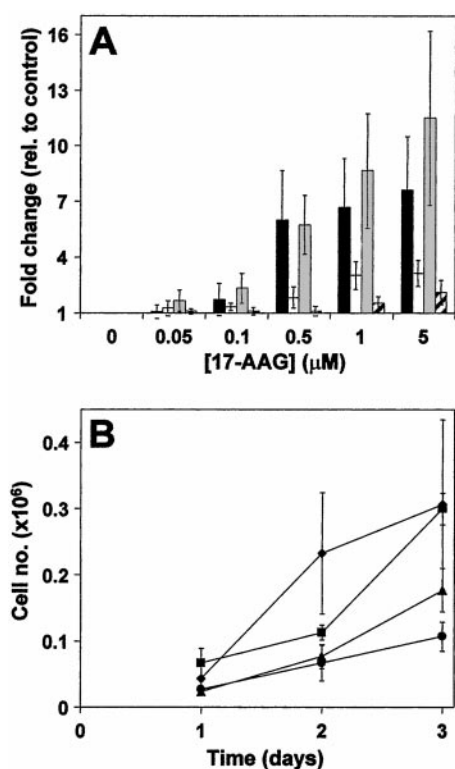 A
16
13
10
7
4
1
Fold change (rel. to control)
0 0.05 0.1 0.5 1 5
[17-AAG] (μM)
B
0.4
0.3
0.2
0.1
0
Cell no. (x10⁶)
0 1 2 3
Time (days)